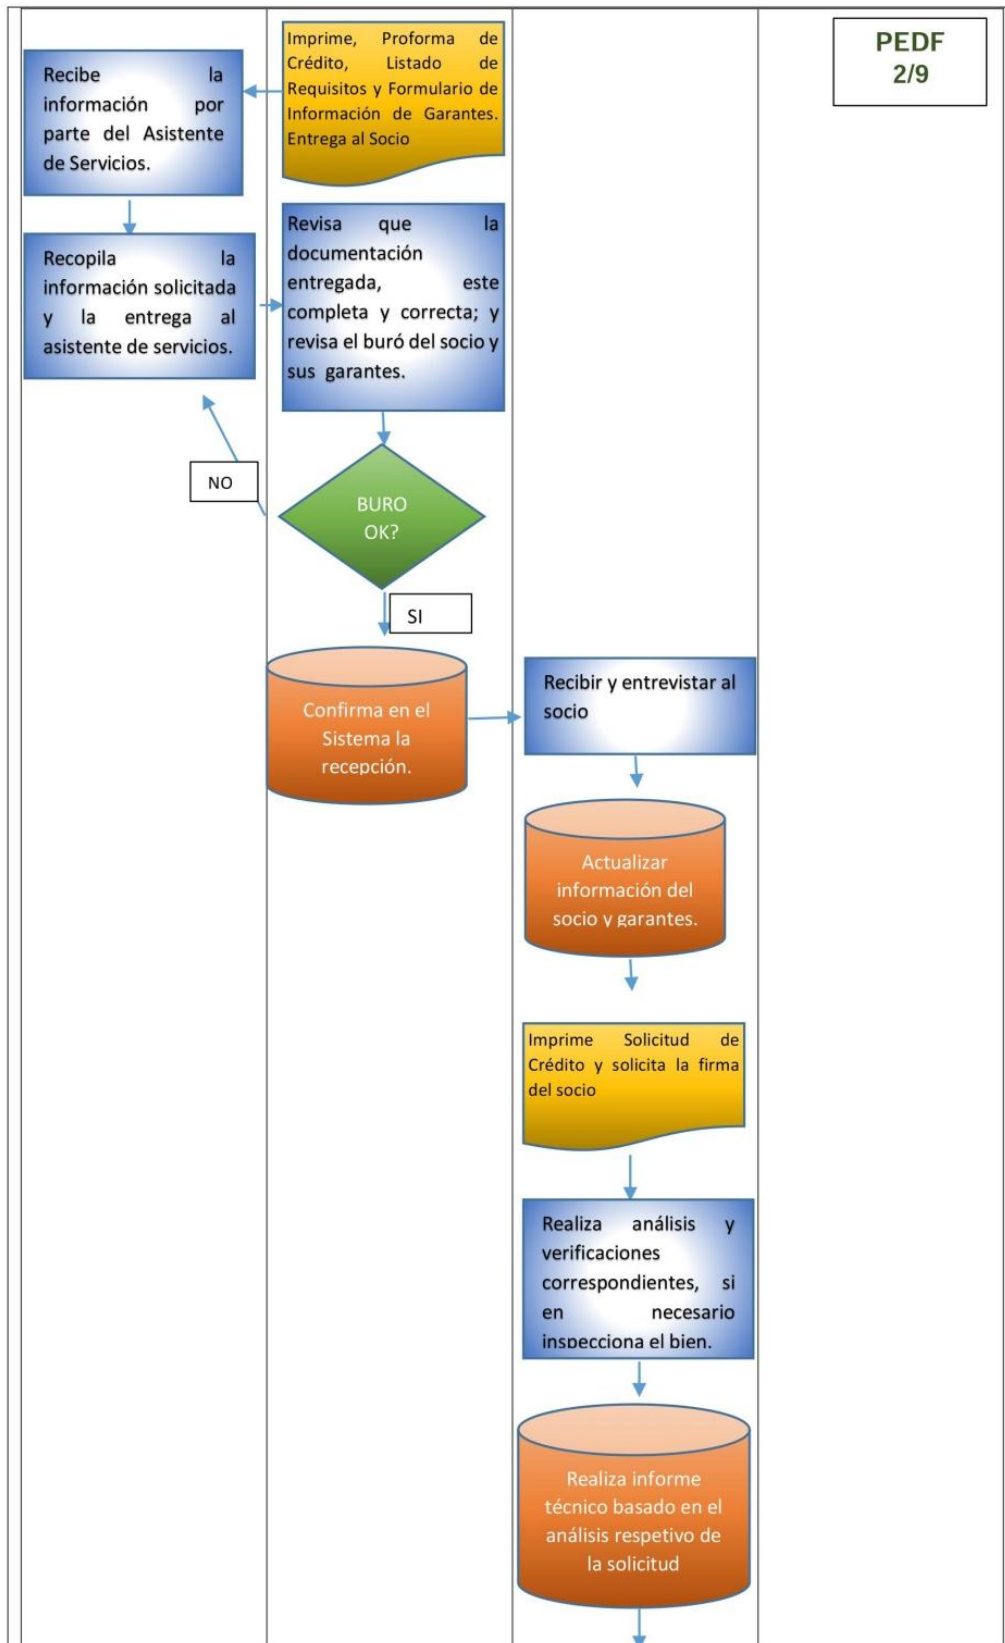 PEDF
2/9
Imprime, Proforma de
Crédito, Listado de
Requisitos y Formulario de
Información de Garantes.
Entrega al Socio
Recibe la
información por
parte del Asistente
de Servicios.
Recopila la
información solicitada
y la entrega al
asistente de servicios.
Revisa que la
documentación
entregada, este
completa y correcta; y
revisa el buró del socio y
sus garantes.
NO
BURO
OK?
SI
Confirma en el
Sistema la
recepción.
Recibir y entrevistar al
socio
Actualizar
información del
socio y garantes.
Imprime Solicitud de
Crédito y solicita la firma
del socio
Realiza análisis y
verificaciones
correspondientes, si
en necesario
inspecciona el bien.
Realiza informe
técnico basado en el
análisis respetivo de
la solicitud